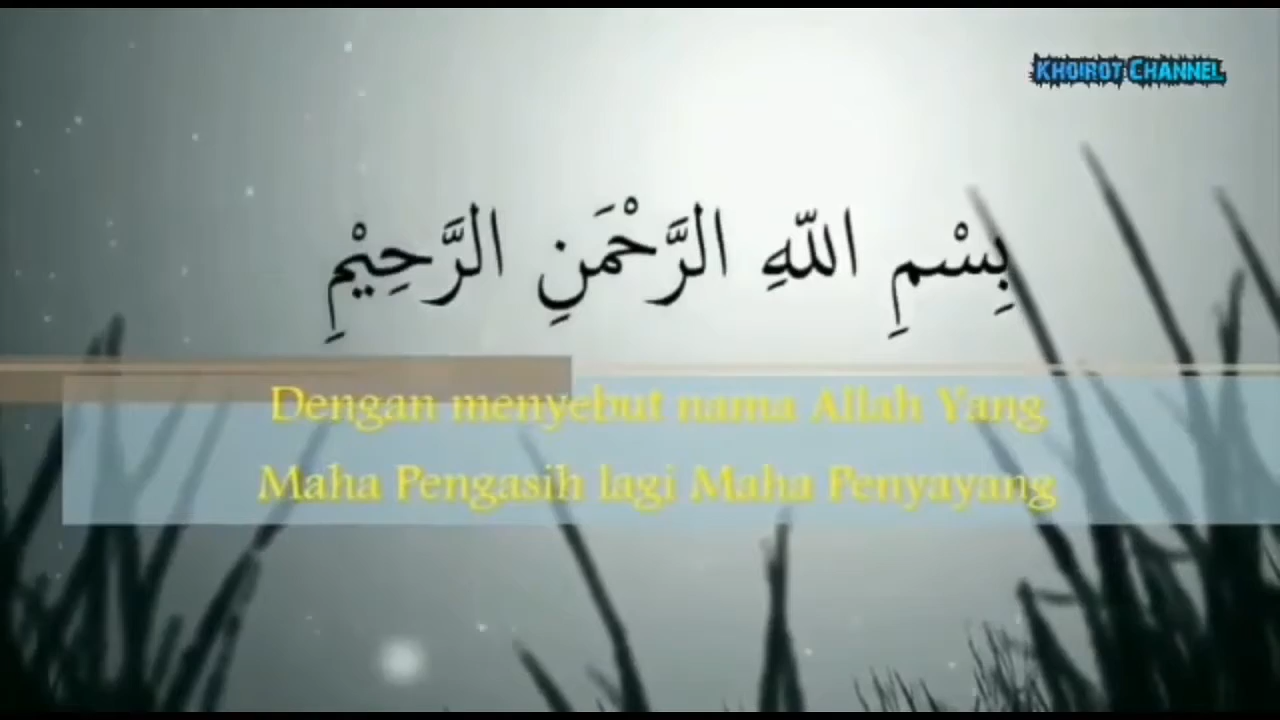 KHOIROT CHANNEL
بِسْمِ اللّٰهِ الرَّحْمَنِ الرَّحِيْمِ
Dengan menyebut nama Allah Yang
Maha Pengasih lagi Maha Penyayang